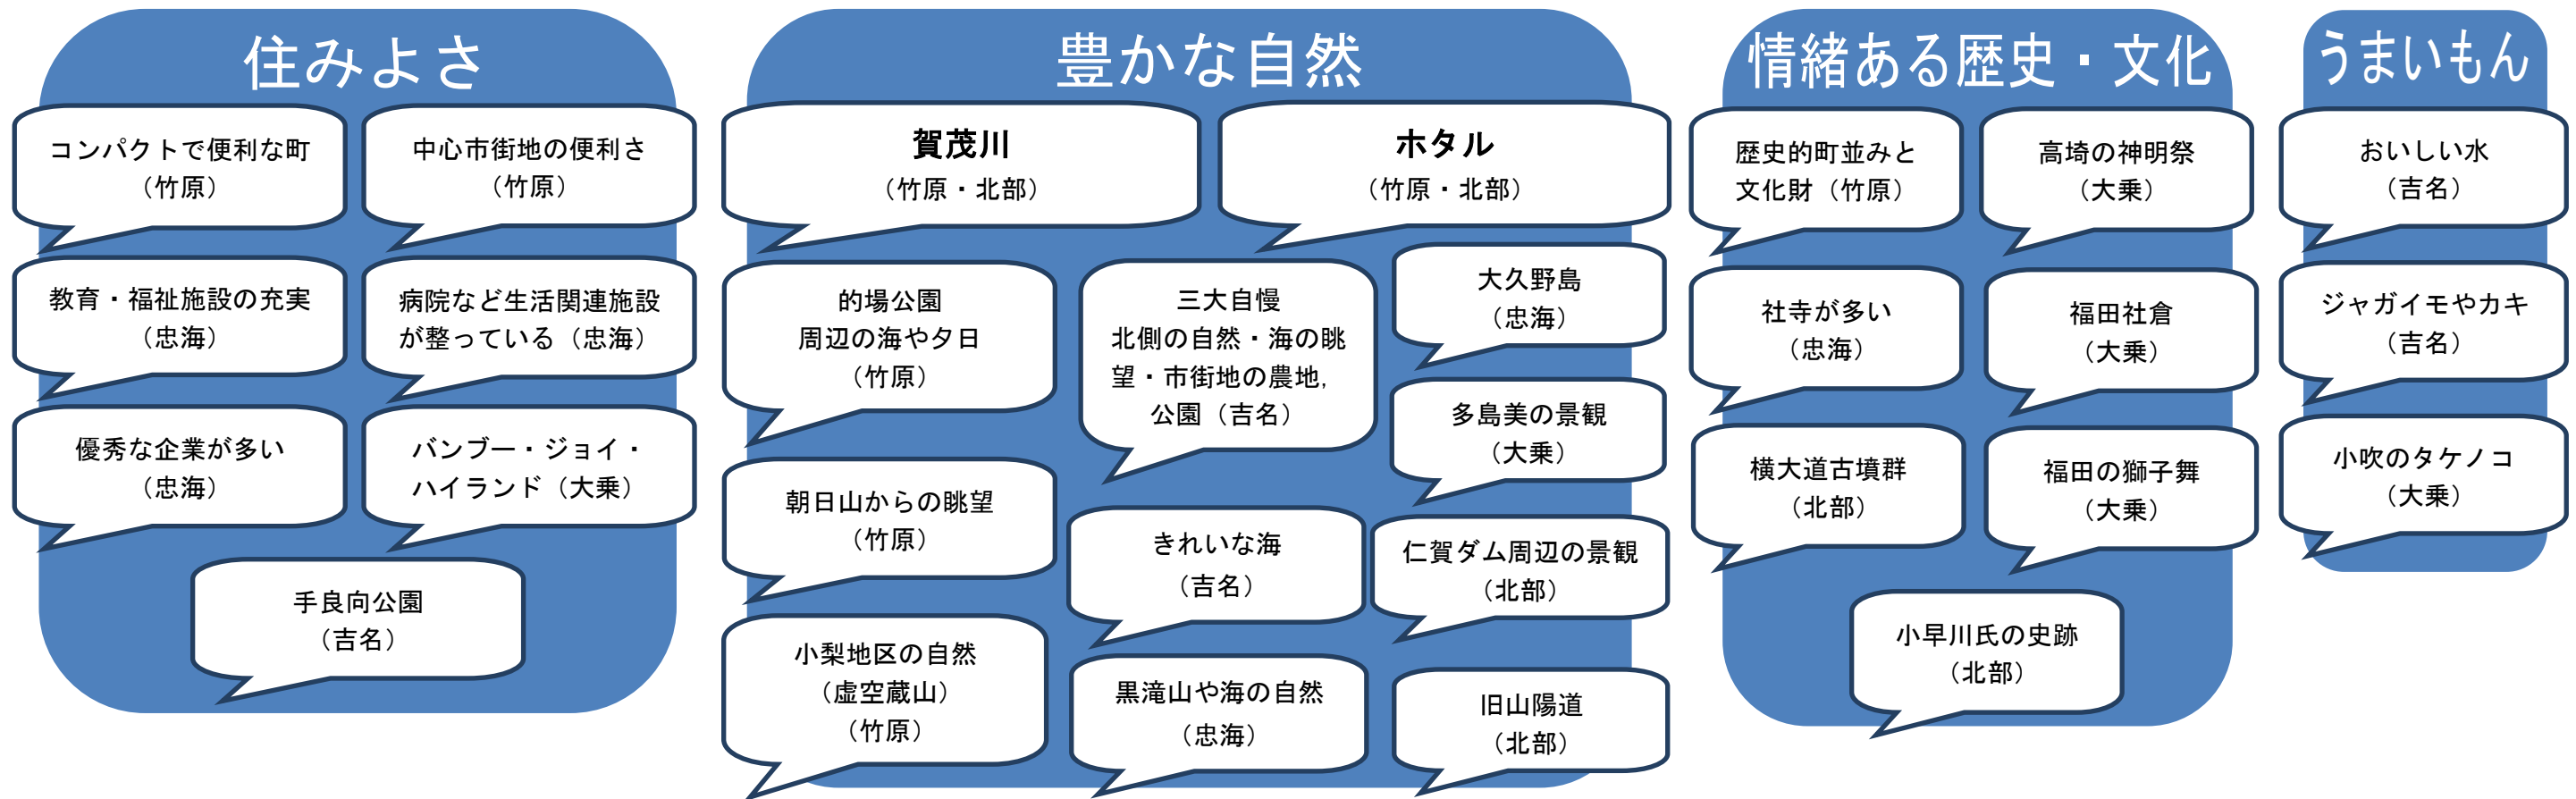 住みよさ
コンパクトで便利な町
（竹原）
中心市街地の便利さ
（竹原）
教育・福祉施設の充実
（忠海）
病院など生活関連施設
が整っている（忠海）
優秀な企業が多い
（忠海）
バンブー・ジョイ・
ハイランド（大乗）
手良向公園
（吉名）
豊かな自然
賀茂川
（竹原・北部）
ホタル
（竹原・北部）
的場公園
周辺の海や夕日
（竹原）
三大自慢
北側の自然・海の眺
望・市街地の農地,
公園（吉名）
大久野島
（忠海）
多島美の景観
（大乗）
朝日山からの眺望
（竹原）
きれいな海
（吉名）
仁賀ダム周辺の景観
（北部）
小梨地区の自然
（虚空蔵山）
（竹原）
黒滝山や海の自然
（忠海）
旧山陽道
（北部）
情緒ある歴史・文化
歴史的町並みと
文化財（竹原）
高埼の神明祭
（大乗）
社寺が多い
（忠海）
福田社倉
（大乗）
横大道古墳群
（北部）
福田の獅子舞
（大乗）
小早川氏の史跡
（北部）
うまいもん
おいしい水
（吉名）
ジャガイモやカキ
（吉名）
小吹のタケノコ
（大乗）